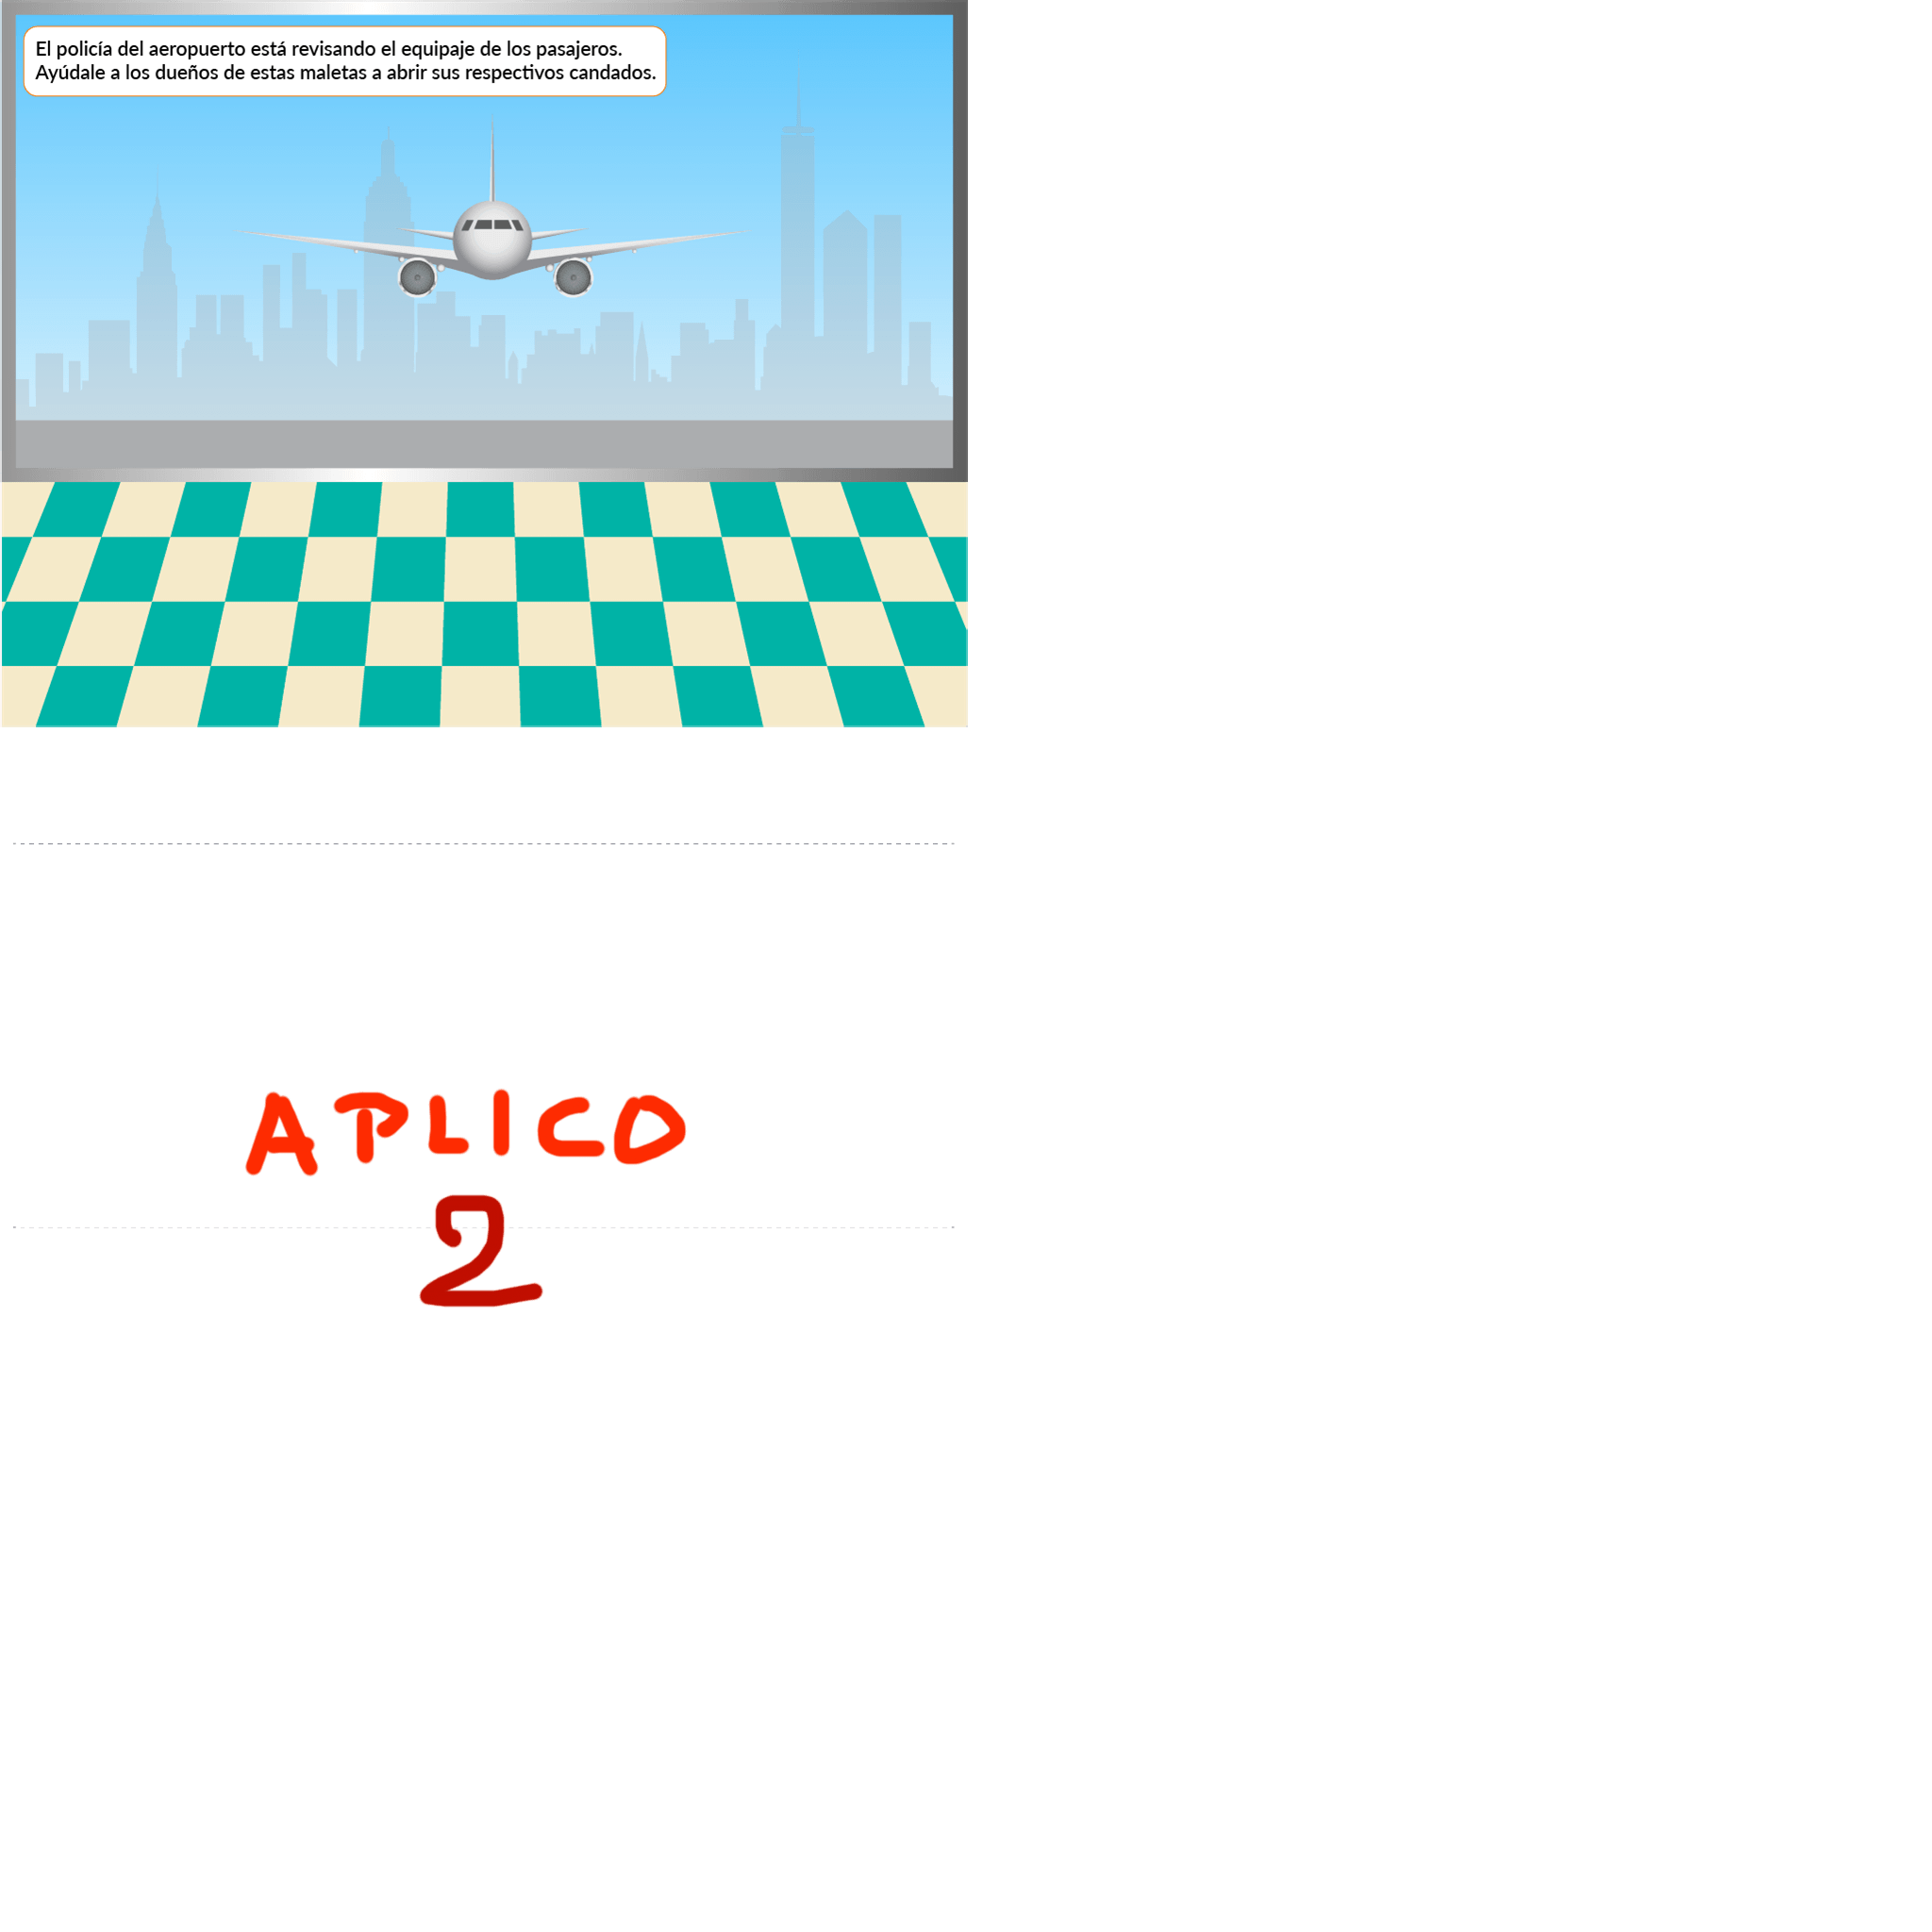 El policía del aeropuerto está revisando el equipaje de los pasajeros.
Ayúdale a los dueños de estas maletas a abrir sus respectivos candados.
APLICO
2